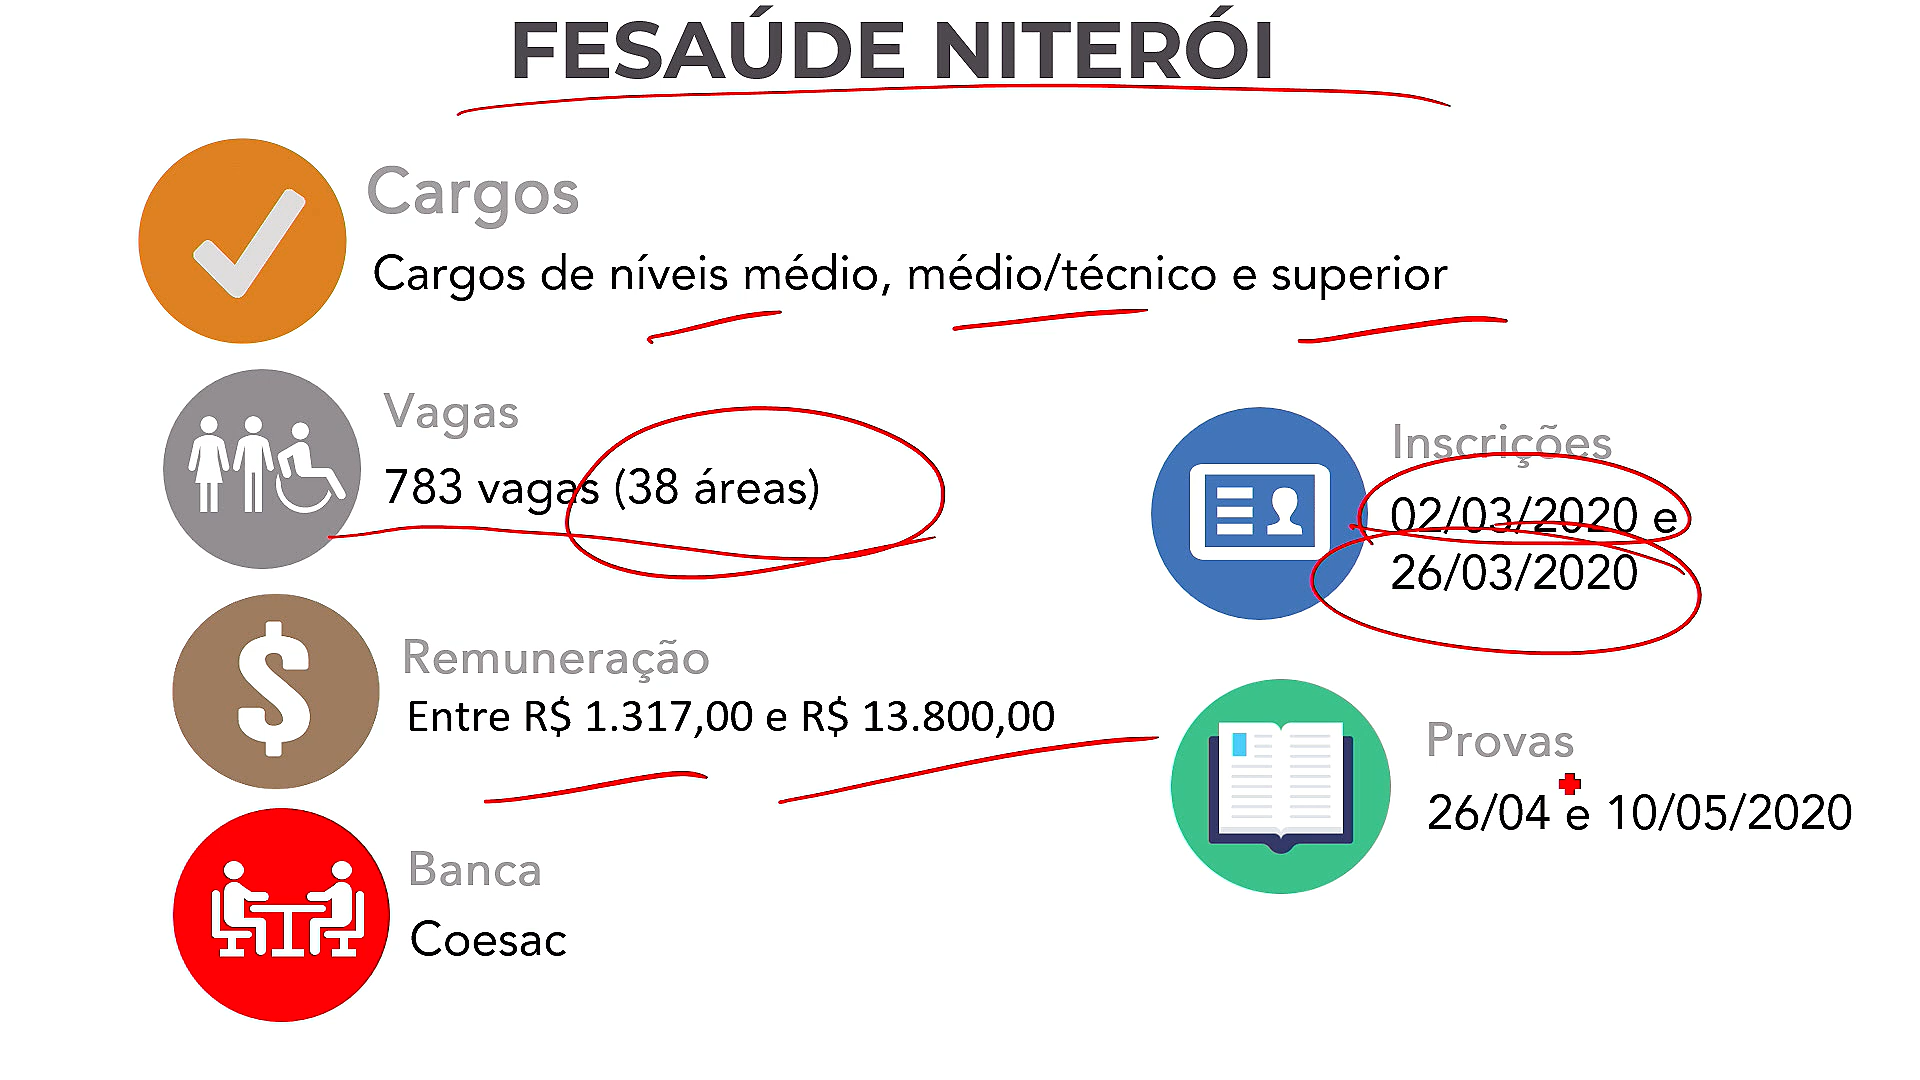 FESAÚDE NITERÓI
Cargos
Cargos de níveis médio, médio/técnico e superior
Vagas
783 vagas (38 áreas)
Remuneração
Entre R$ 1.317,00 e R$ 13.800,00
Banca
Coesac
Inscrições
02/03/2020 e
26/03/2020
Provas
26/04 e 10/05/2020